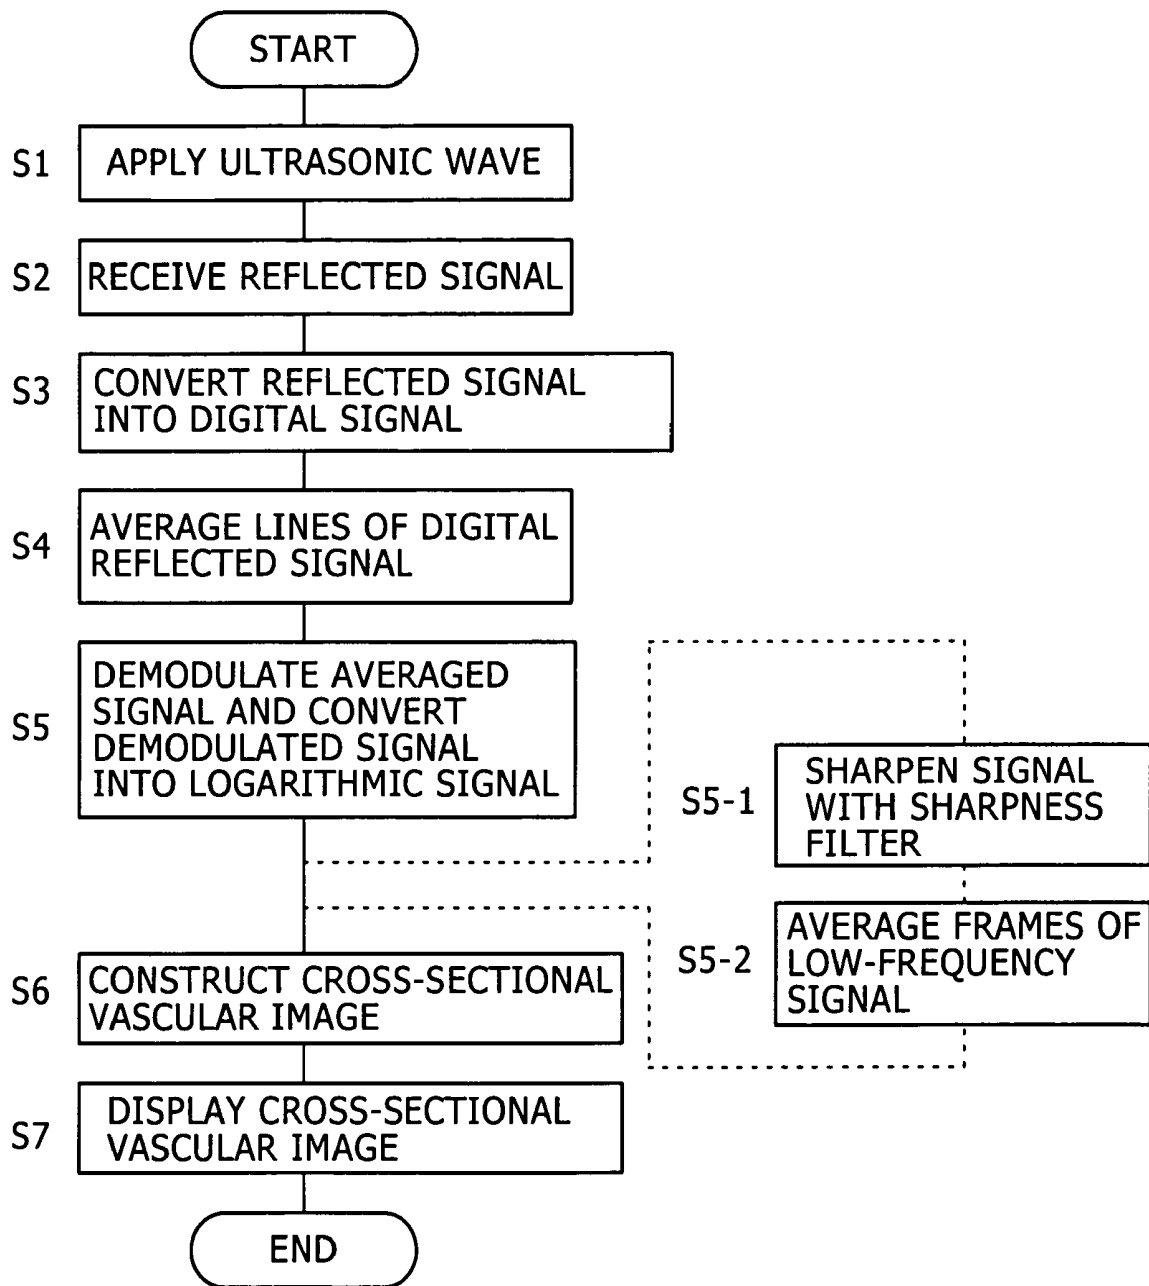 START
S1
APPLY ULTRASONIC WAVE
S2
RECEIVE REFLECTED SIGNAL
S3
CONVERT REFLECTED SIGNAL
INTO DIGITAL SIGNAL
S4
AVERAGE LINES OF DIGITAL
REFLECTED SIGNAL
S5
DEMODULATE AVERAGED
SIGNAL AND CONVERT
DEMODULATED SIGNAL
INTO LOGARITHMIC SIGNAL
S5-1
SHARPEN SIGNAL
WITH SHARPNESS
FILTER
S5-2
AVERAGE FRAMES OF
LOW-FREQUENCY
SIGNAL
S6
CONSTRUCT CROSS-SECTIONAL
VASCULAR IMAGE
S7
DISPLAY CROSS-SECTIONAL
VASCULAR IMAGE
END